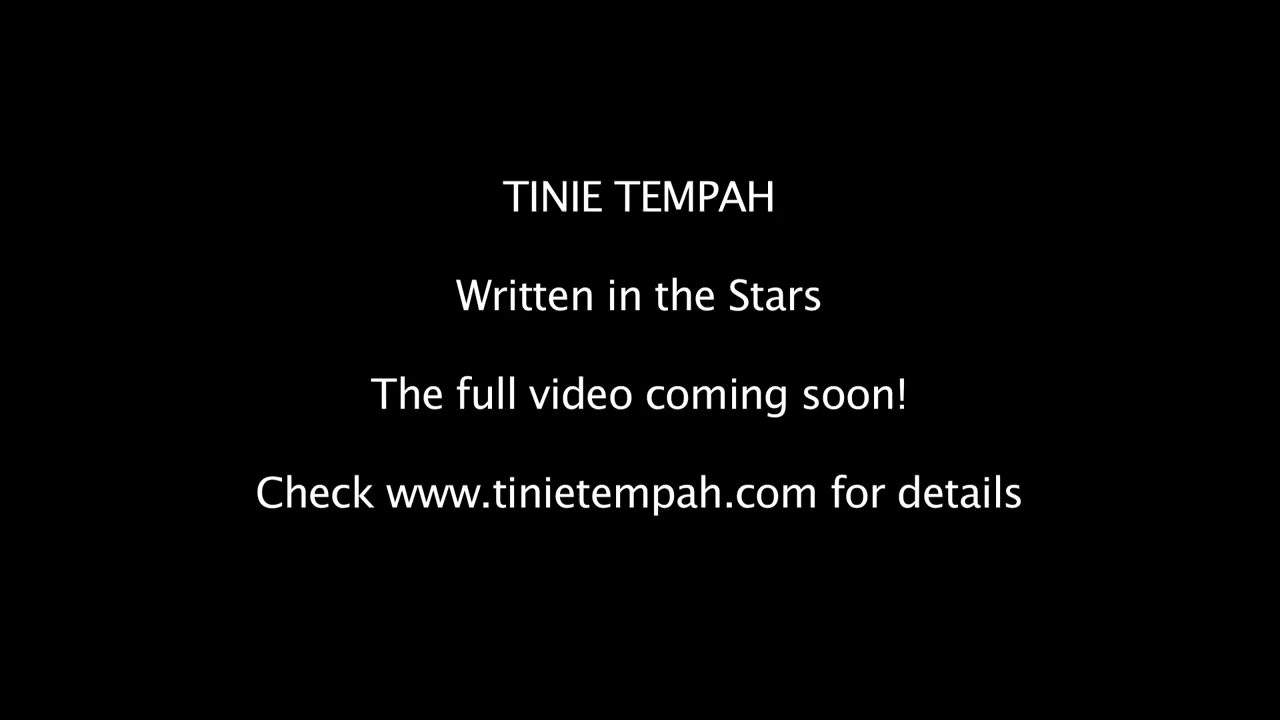 TINIE TEMPAH
Written in the Stars
The full video coming soon!
Check www.tinietempah.com for details